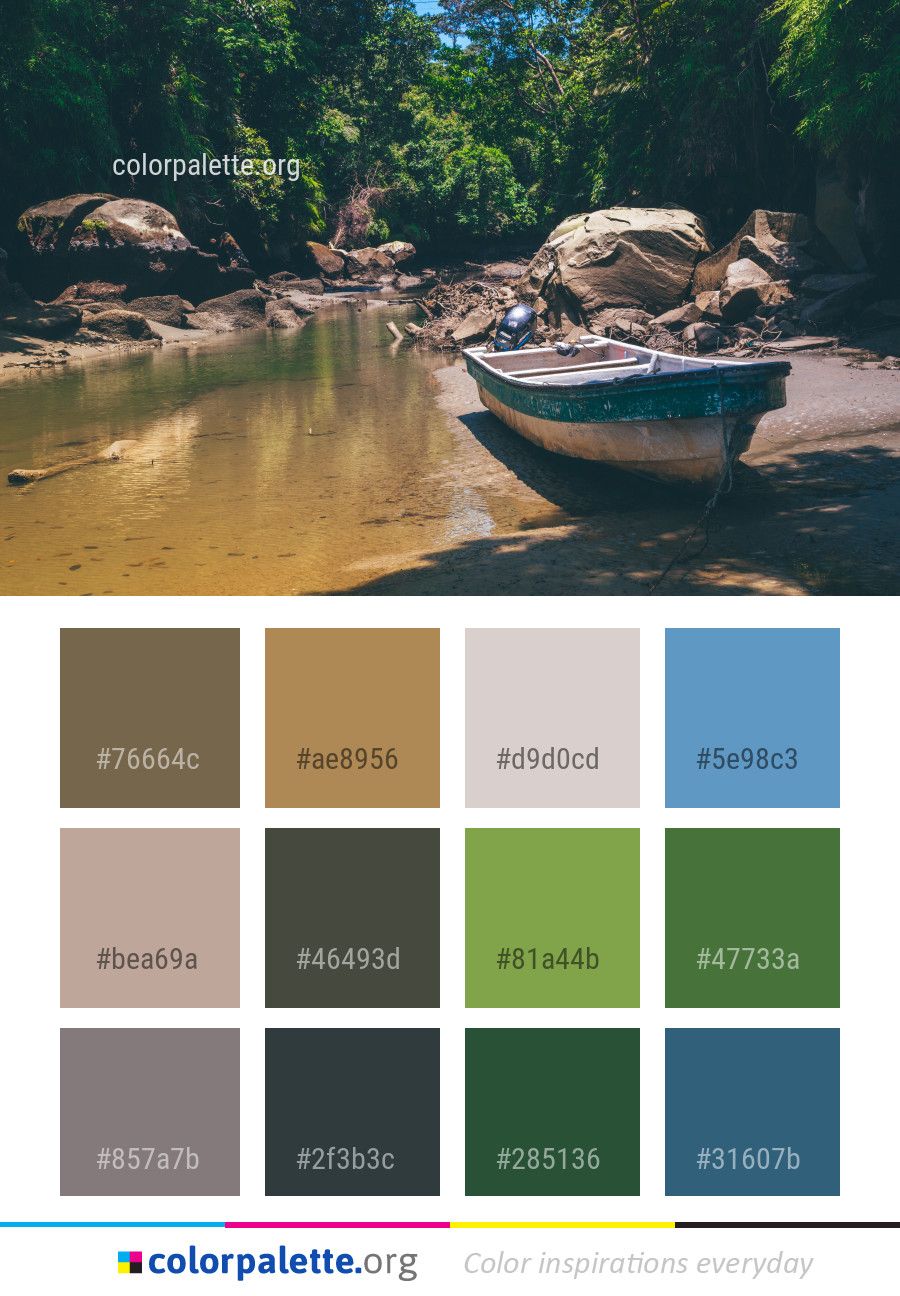 colorpalette.org
#76664c #ae8956 #d9d0cd #5e98c3
#bea69a #46493d #81a44b #47733a
#857a7b #2f3b3c #285136 #31607b
colorpalette.org Color inspirations everyday